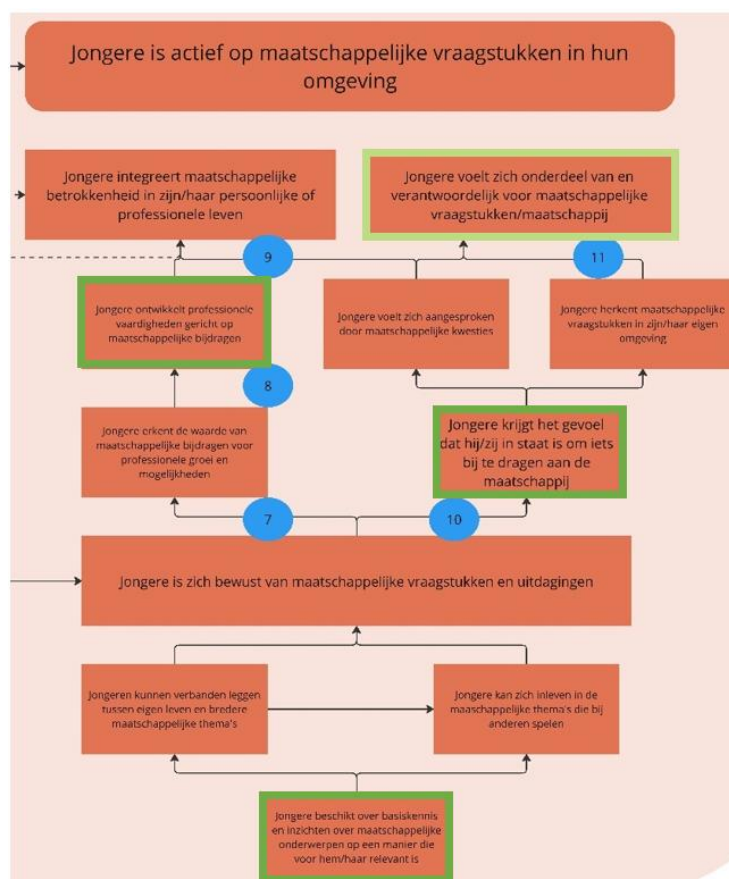 Jongere is actief op maatschappelijke vraagstukken in hun
omgeving
Jongere integreert maatschappelijke
betrokkenheid in zijn/haar persoonlijke of
professionele leven
Jongere voelt zich onderdeel van en
verantwoordelijk voor maatschappelijke
vraagstukken/maatschappij
9
11
Jongere ontwikkelt professionele
vaardigheden gericht op
maatschappelijke bijdragen
Jongere voelt zich aangesproken
door maatschappelijke kwesties
Jongere herkent maatschappelijke
vraagstukken in zijn/haar eigen
omgeving
8
Jongere erkent de waarde van
maatschappelijke bijdragen voor
professionele groei en
mogelijkheden
Jongere krijgt het gevoel
dat hij/zij in staat is om iets
bij te dragen aan de
maatschappij
7
10
Jongere is zich bewust van maatschappelijke vraagstukken en uitdagingen
Jongeren kunnen verbanden leggen
tussen eigen leven en bredere
maatschappelijke thema's
Jongere kan zich inleven in de
maaschappelijke thema's die bij
anderen spelen
Jongere beschikt over basiskennis
en inzichten over maatschappelijke
onderwerpen op een manier die
voor hem/haar relevant is